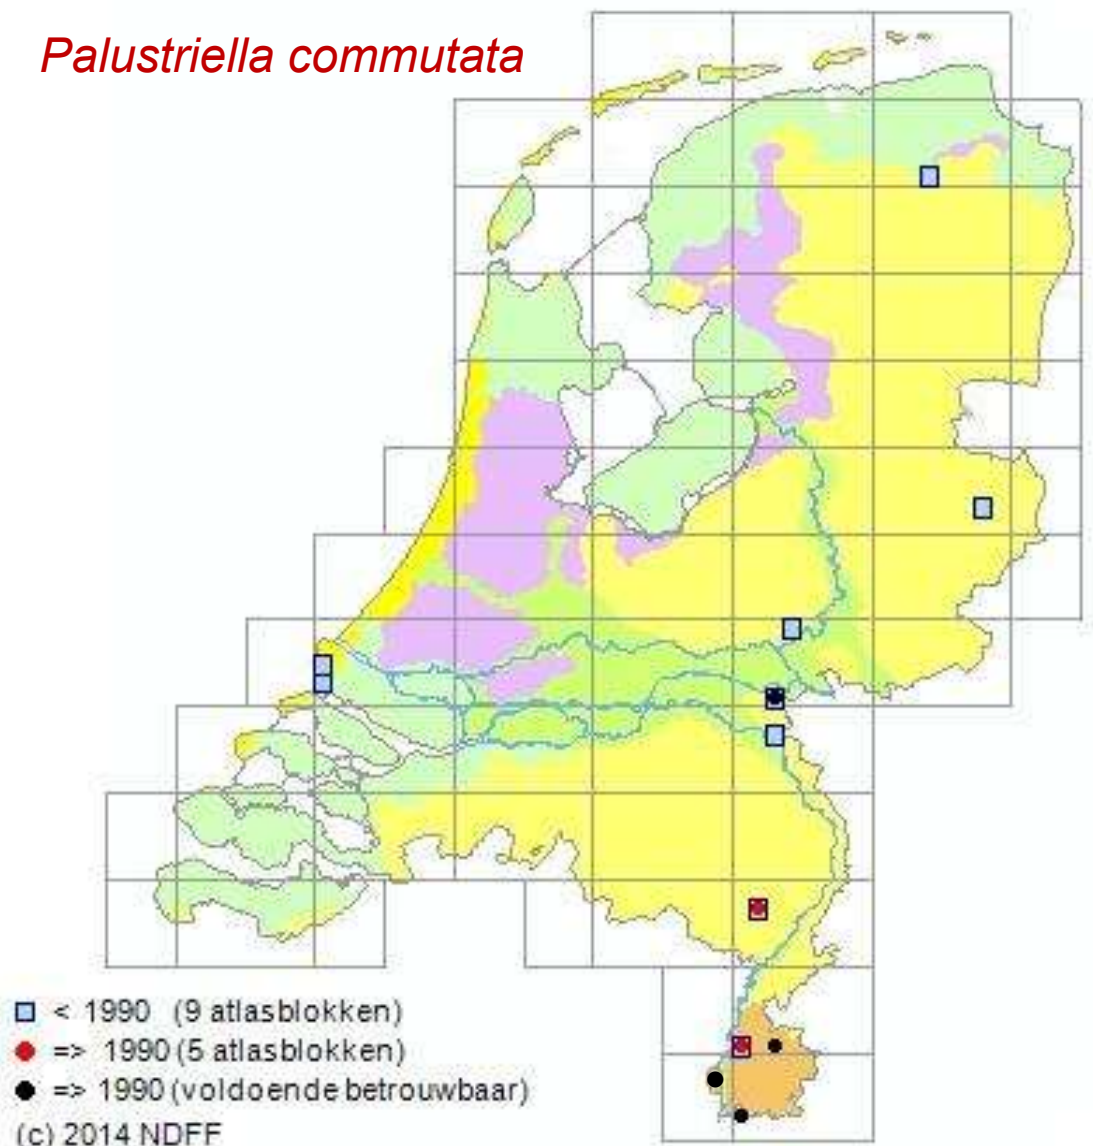 Palustriella commutata
< 1990 (9 atlasblokken)
=> 1990 (5 atlasblokken)
=> 1990 (voldoende betrouwbaar)
(c) 2014 NDFF